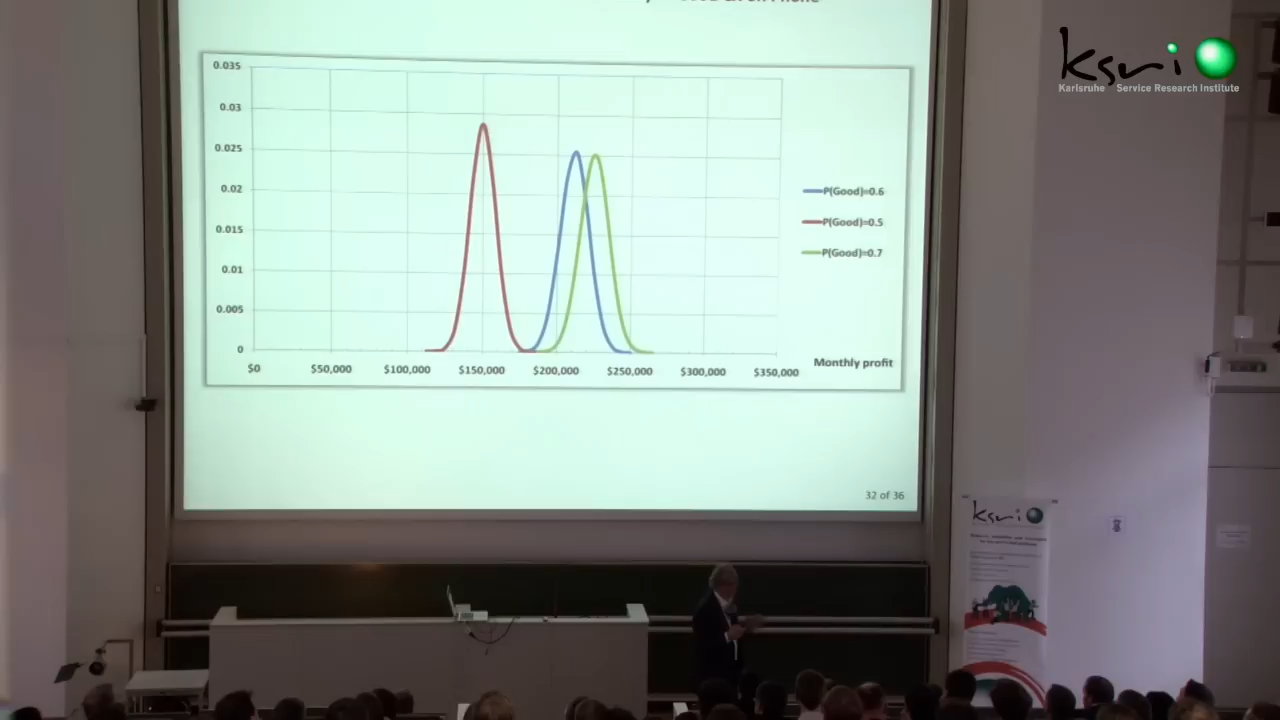 ksri
Karlsruhe Service Research Institute
0.035
0.03
0.025
0.02
0.015
0.01
0.005
0
$0 $50,000 $100,000 $150,000 $200,000 $250,000 $300,000 $350,000
Monthly profit
P(Good)=0.6
P(Good)=0.5
P(Good)=0.7
32 of 36
ksri